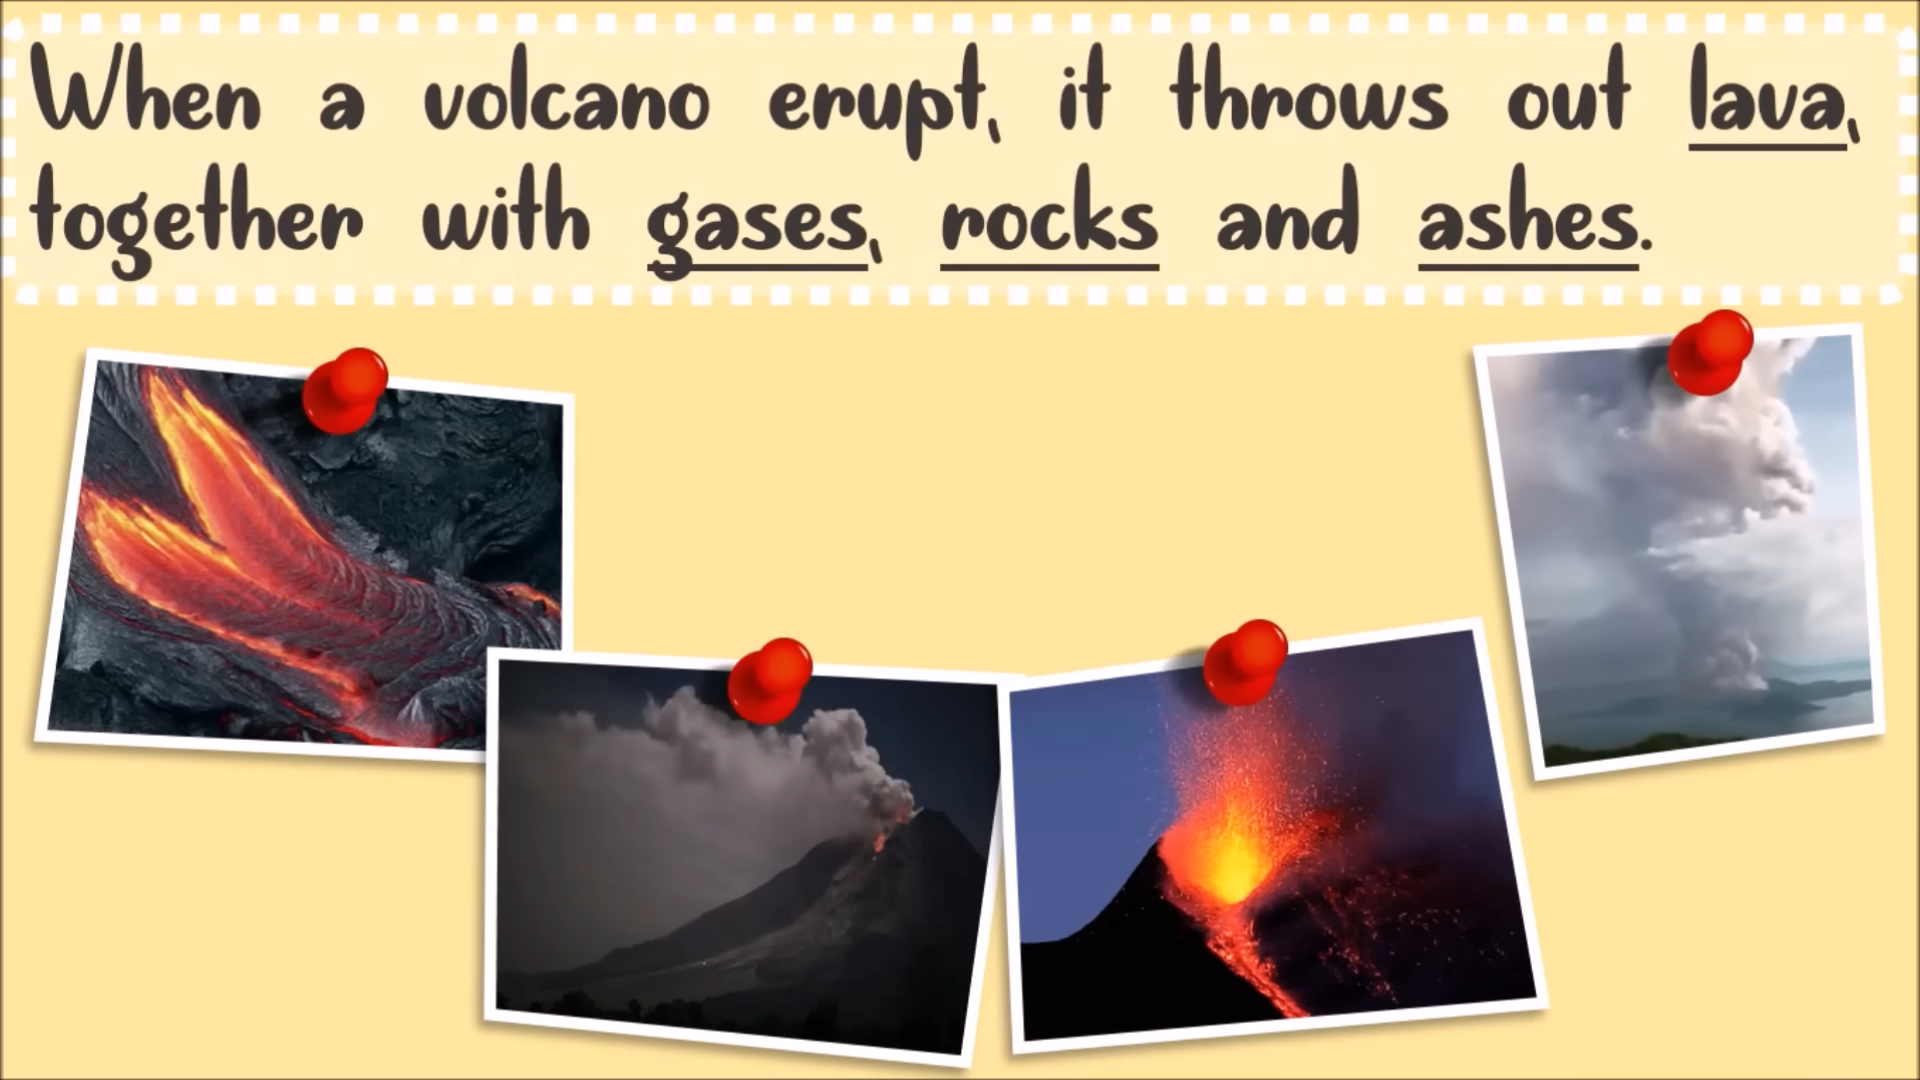 When a volcano erupt, it throws out lava,
together with gases, rocks and ashes.